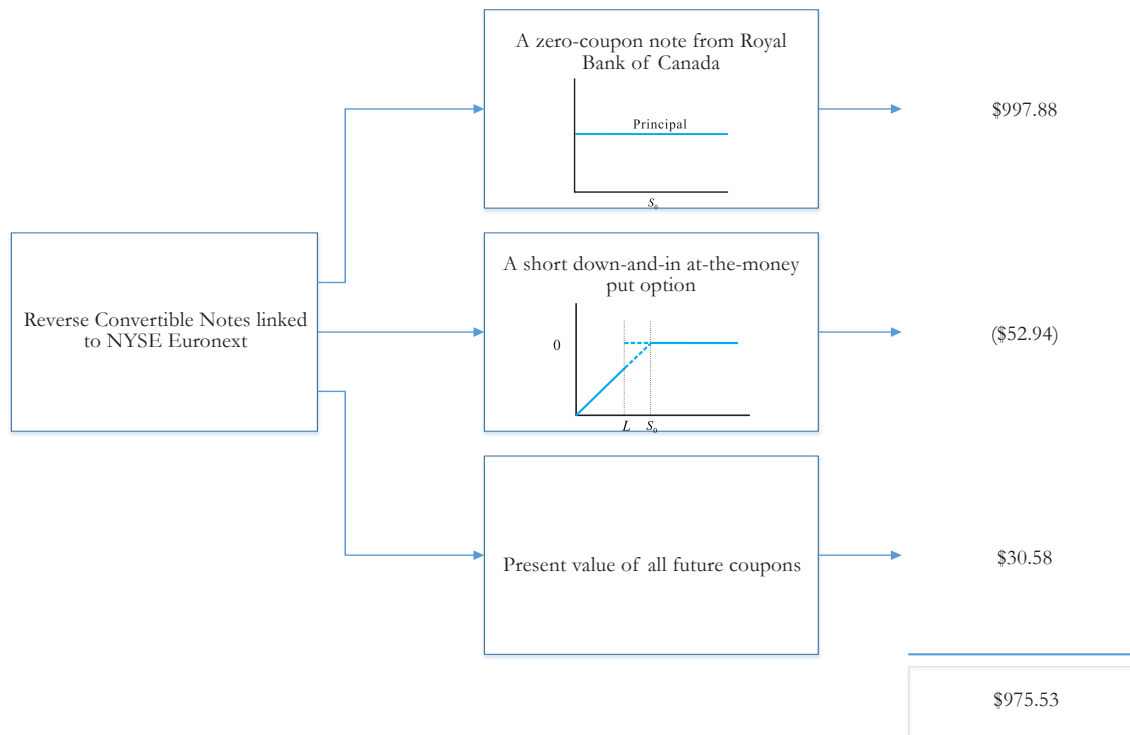 A zero-coupon note from Royal
Bank of Canada
Principal
S₀
$997.88
Reverse Convertible Notes linked
to NYSE Euronext
A short down-and-in at-the-money
put option
0
L S₀
($52.94)
Present value of all future coupons
$30.58
$975.53